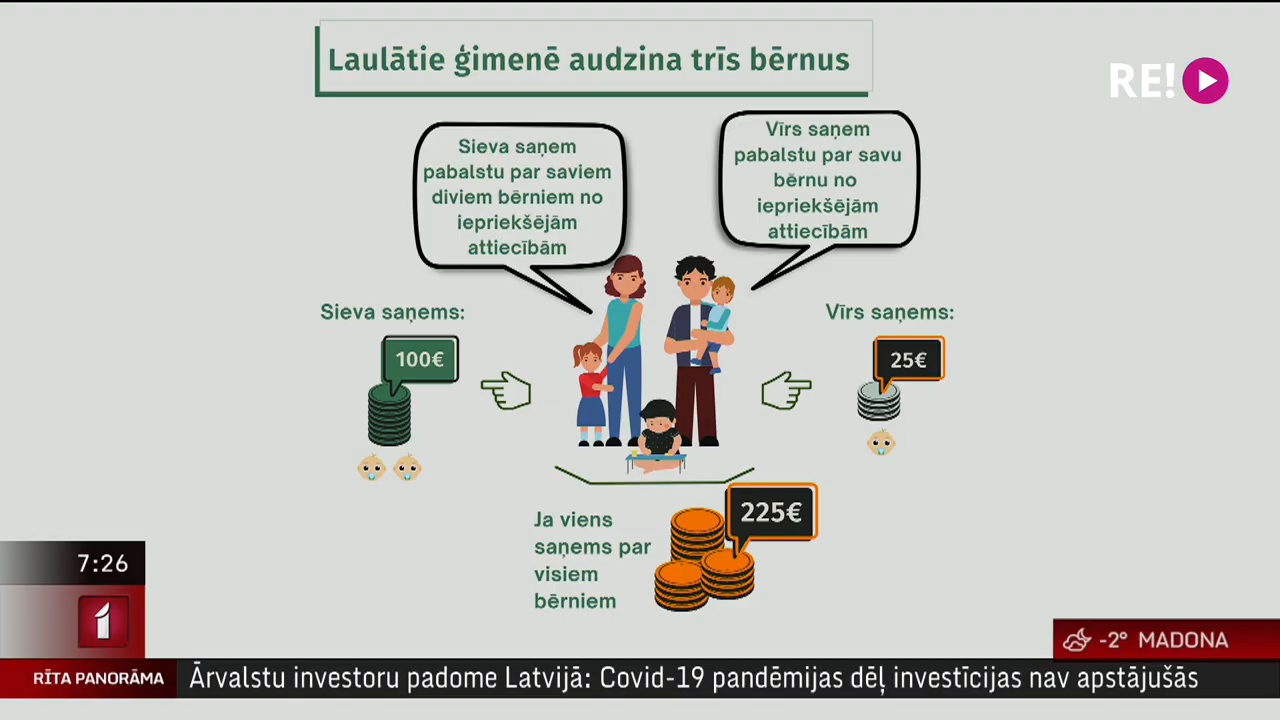 Laulātie ģimenē audzina trīs bērnus
RE!
Sieva saņem
pabalstu par saviem
diviem bērniem no
iepriekšējām
attiecībām
Vīrs saņem
pabalstu par savu
bērnu no
iepriekšējām
attiecībām
Sieva saņems:
100€
Vīrs saņems:
25€
Ja viens
saņems par
visiem
bērniem
225€
7:26
1
-2° MADONA
RĪTA PANORĀMA
Ārvalstu investoru padome Latvijā: Covid-19 pandēmijas dēļ investīcijas nav apstājušās